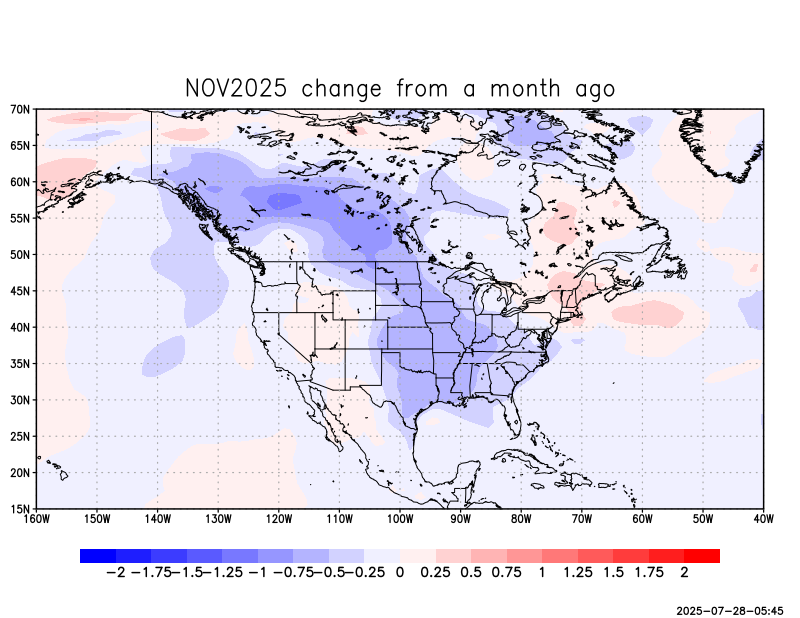 NOV2025 change from a month ago
70N
65N
60N
55N
50N
45N
40N
35N
30N
25N
20N
15N
160W 150W 140W 130W 120W 110W 100W 90W 80W 70W 60W 50W 40W
−2 −1.75 −1.5 −1.25 −1 −0.75 −0.5 −0.25 0 0.25 0.5 0.75 1 1.25 1.5 1.75 2
2025-07-28-05:45